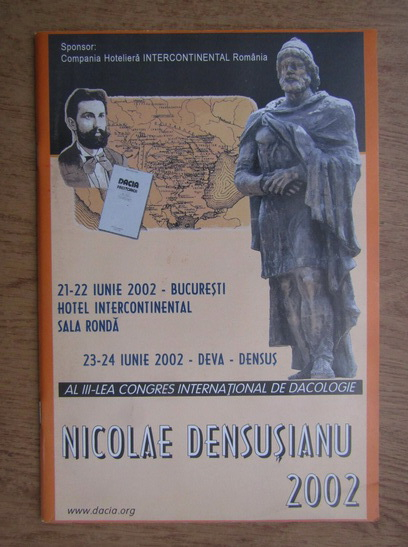 Sponsor:
Compania Hotelieră INTERCONTINENTAL România
DACIA
21-22 IUNIE 2002 - BUCUREȘTI
HOTEL INTERCONTINENTAL
SALA RONDĂ
23-24 IUNIE 2002 - DEVA - DENSUȘ
AL III-LEA CONGRES INTERNAȚIONAL DE DACOLOGIE
NICOLAE DENSUȘIANU
2002
www.dacia.org